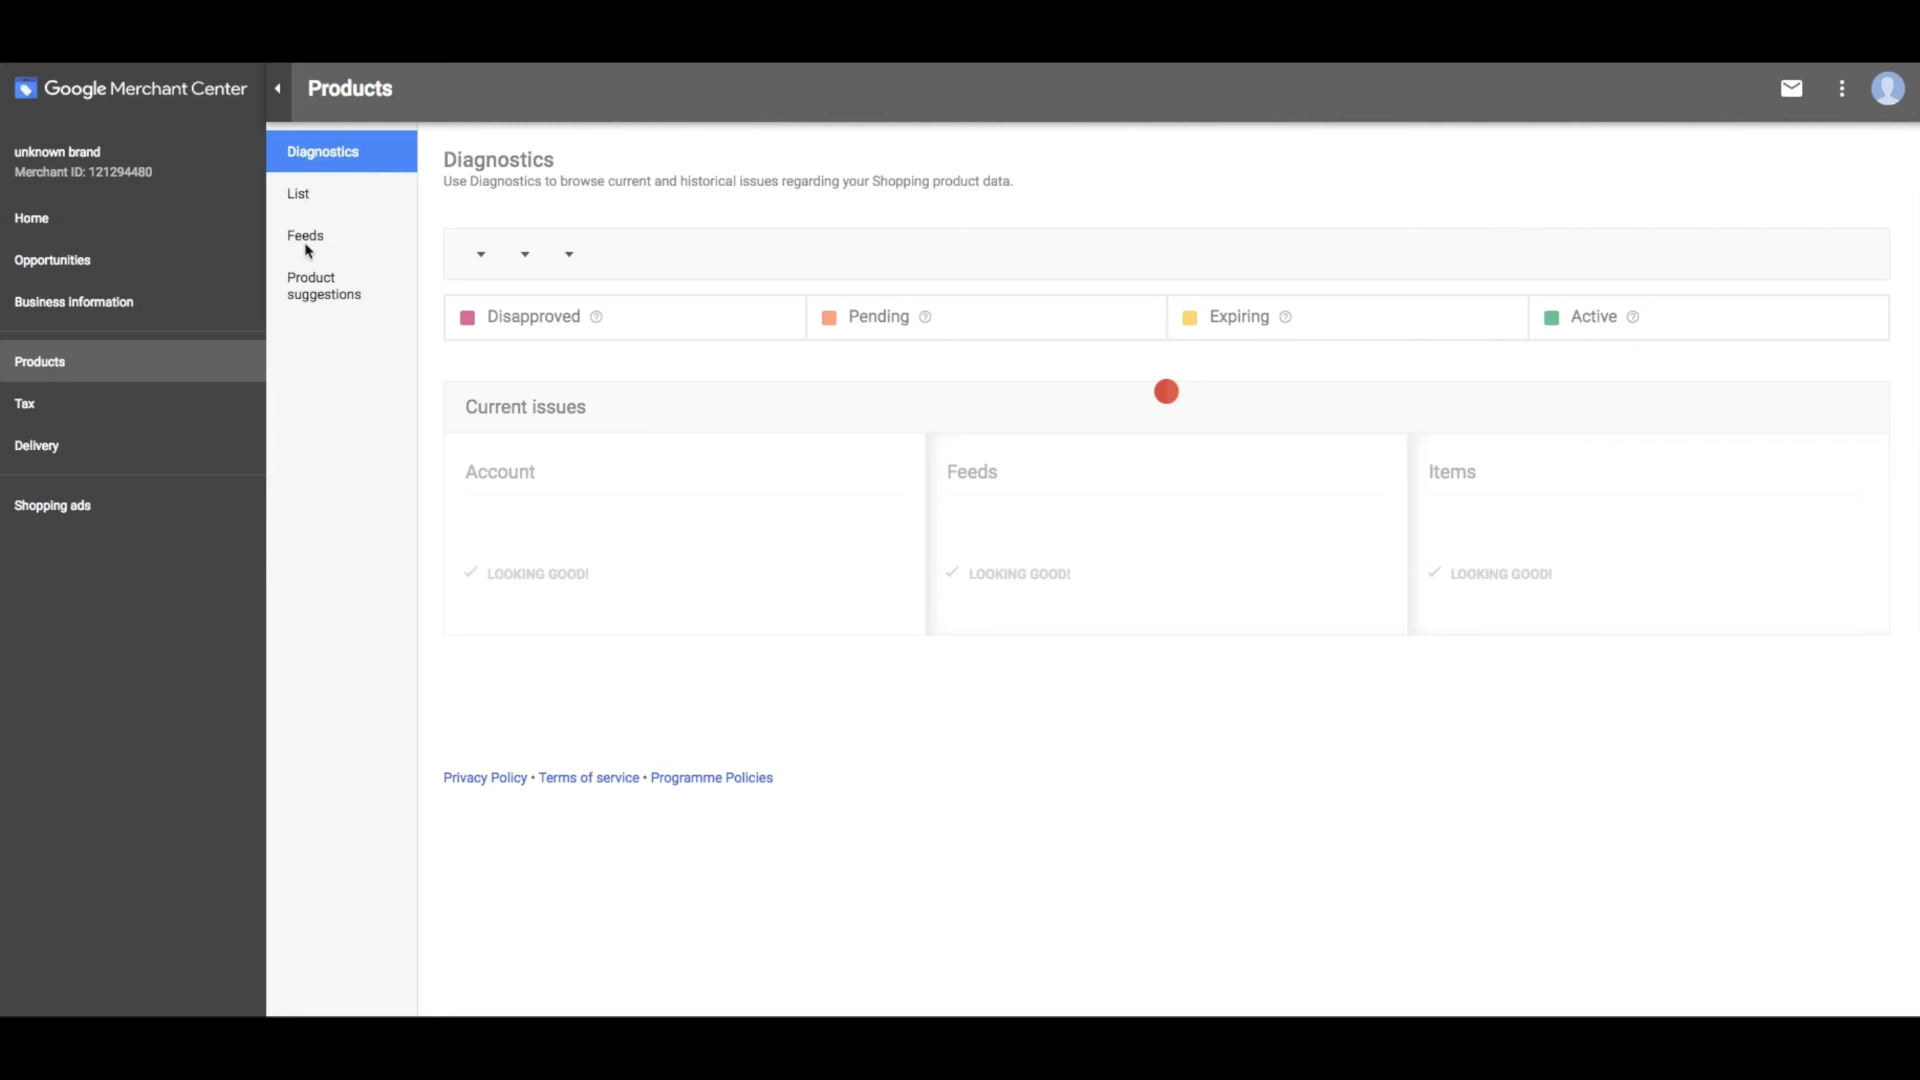 Google Merchant Center
Products
unknown brand
Merchant ID: 121294480
Home
Opportunities
Business information
Products
Tax
Delivery
Shopping ads
Diagnostics
List
Feeds
Product
suggestions
Diagnostics
Use Diagnostics to browse current and historical issues regarding your Shopping product data.
Disapproved
Pending
Expiring
Active
Current issues
Account
Feeds
Items
LOOKING GOOD!
LOOKING GOOD!
LOOKING GOOD!
Privacy Policy • Terms of service • Programme Policies